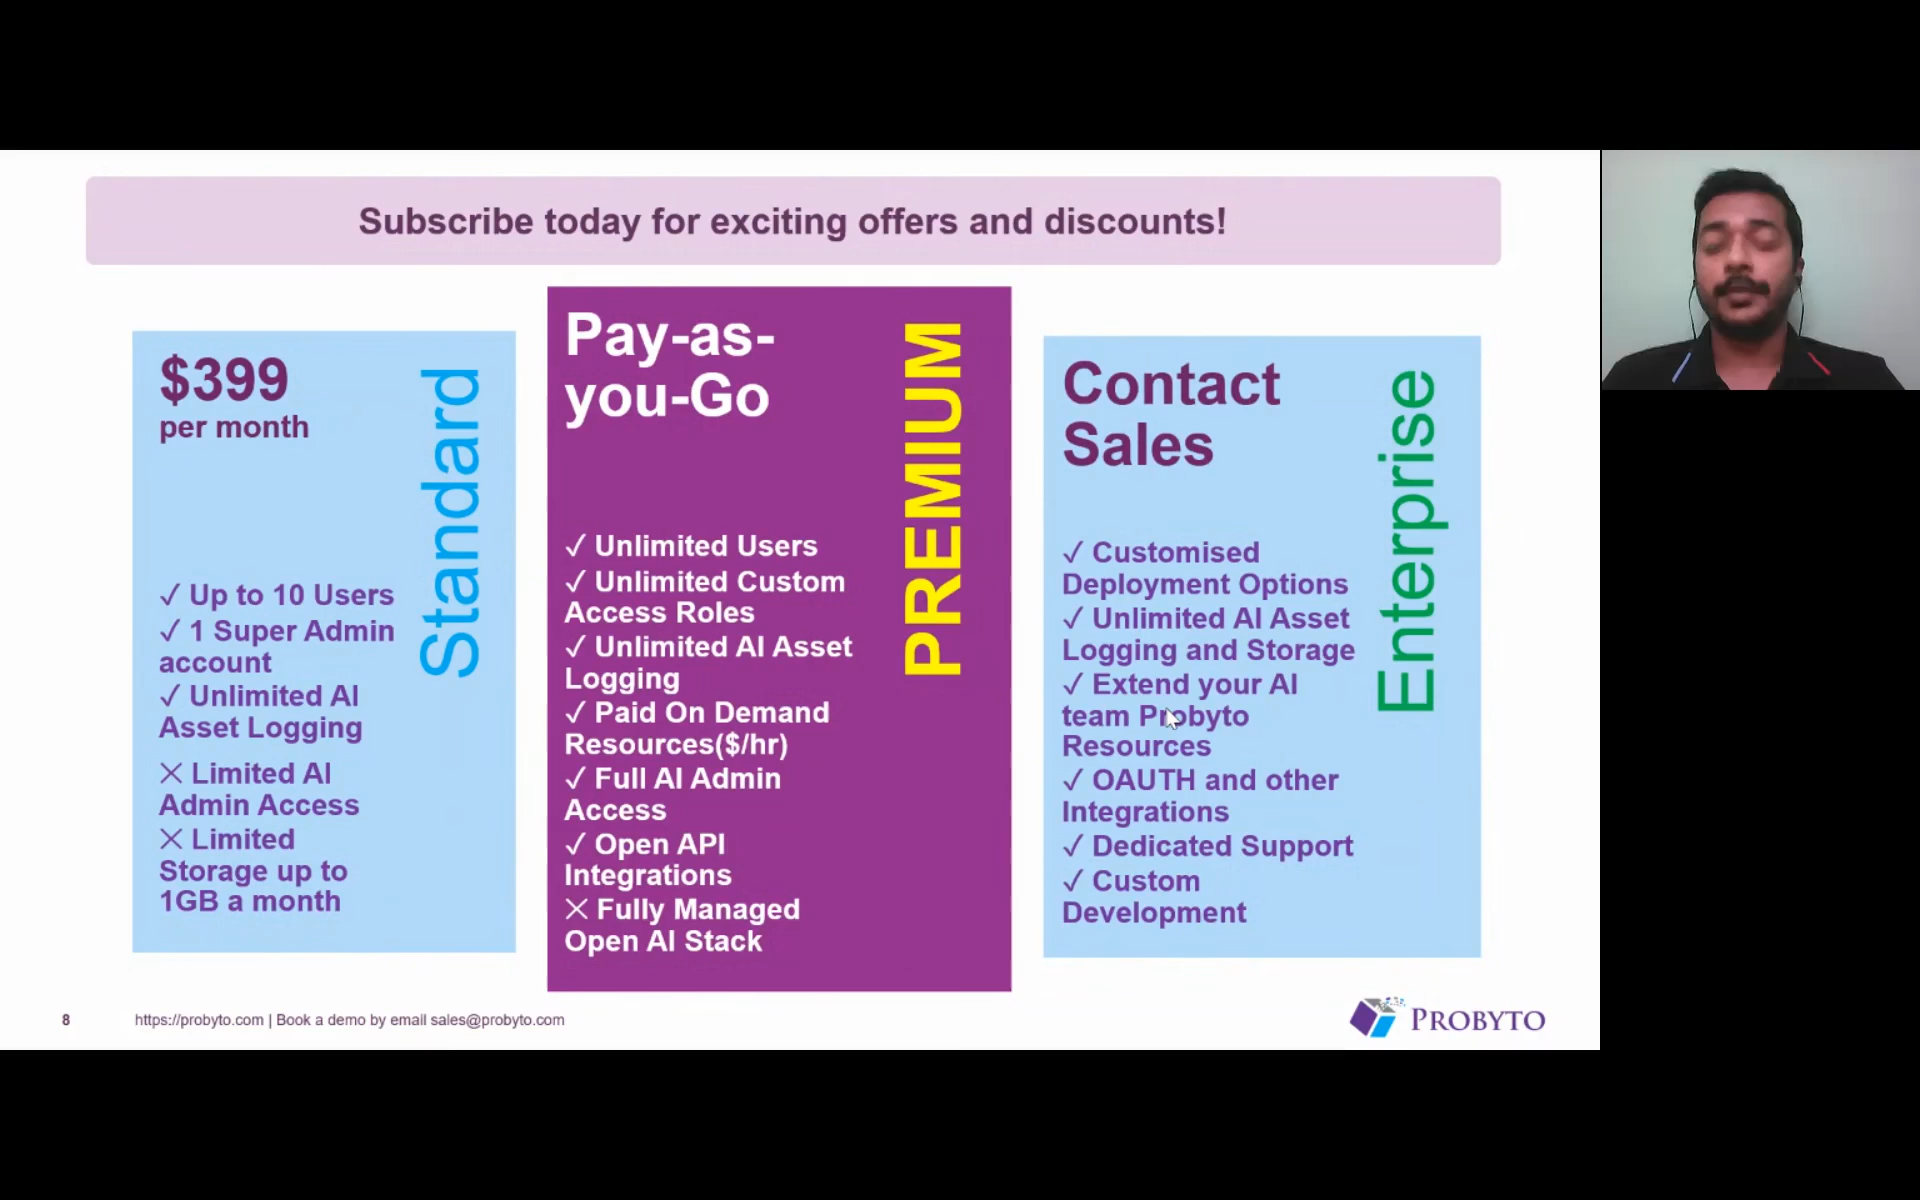 Subscribe today for exciting offers and discounts!
$399
per month
Standard
✓ Up to 10 Users
✓ 1 Super Admin
account
✓ Unlimited AI
Asset Logging
✕ Limited AI
Admin Access
✕ Limited
Storage up to
1GB a month
Pay-as-
you-Go
PREMIUM
✓ Unlimited Users
✓ Unlimited Custom
Access Roles
✓ Unlimited AI Asset
Logging
✓ Paid On Demand
Resources($/hr)
✓ Full AI Admin
Access
✓ Open API
Integrations
✕ Fully Managed
Open AI Stack
Contact
Sales
Enterprise
✓ Customised
Deployment Options
✓ Unlimited AI Asset
Logging and Storage
✓ Extend your AI
team Probyto
Resources
✓ OAUTH and other
Integrations
✓ Dedicated Support
✓ Custom
Development
8
https://probyto.com | Book a demo by email sales@probyto.com
PROBYTO